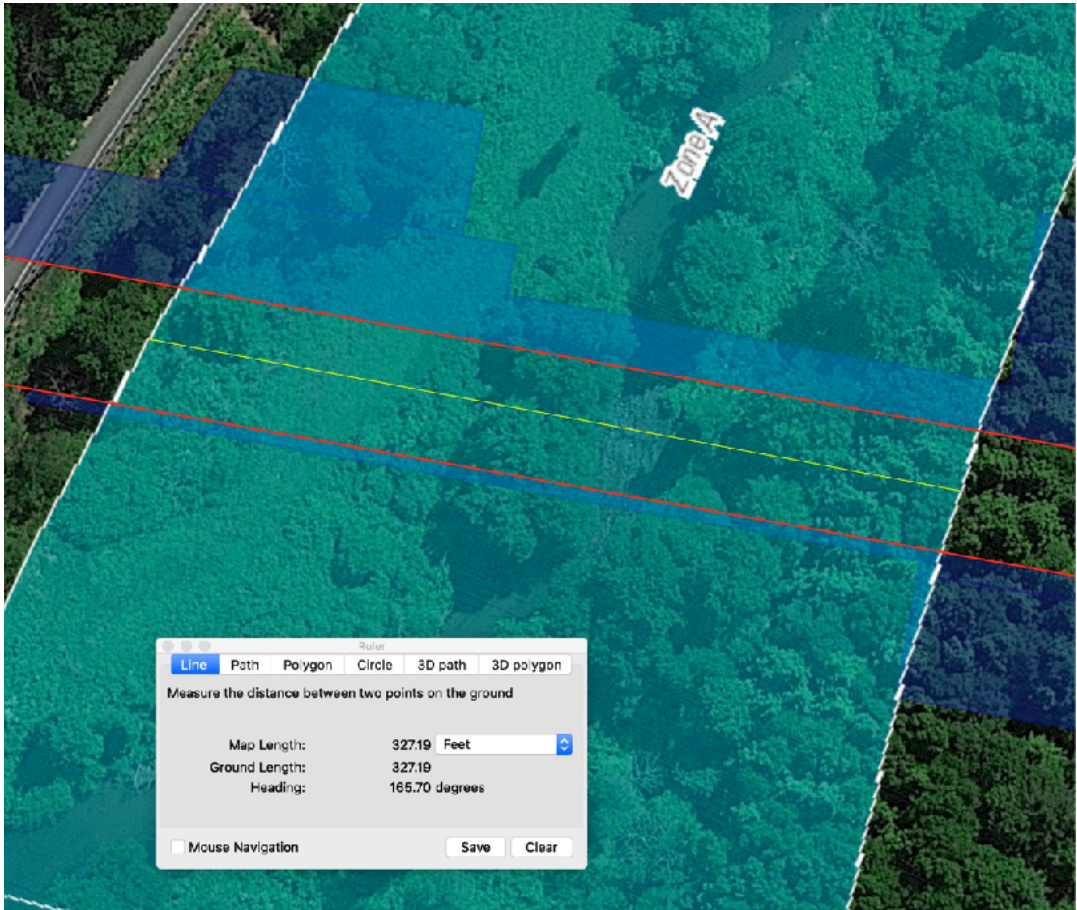 Zone A
Ruler
Line Path Polygon Circle 3D path 3D polygon
Measure the distance between two points on the ground
Map Length: 327.19 Feet
Ground Length: 327.19
Heading: 165.70 degrees
Mouse Navigation Save Clear